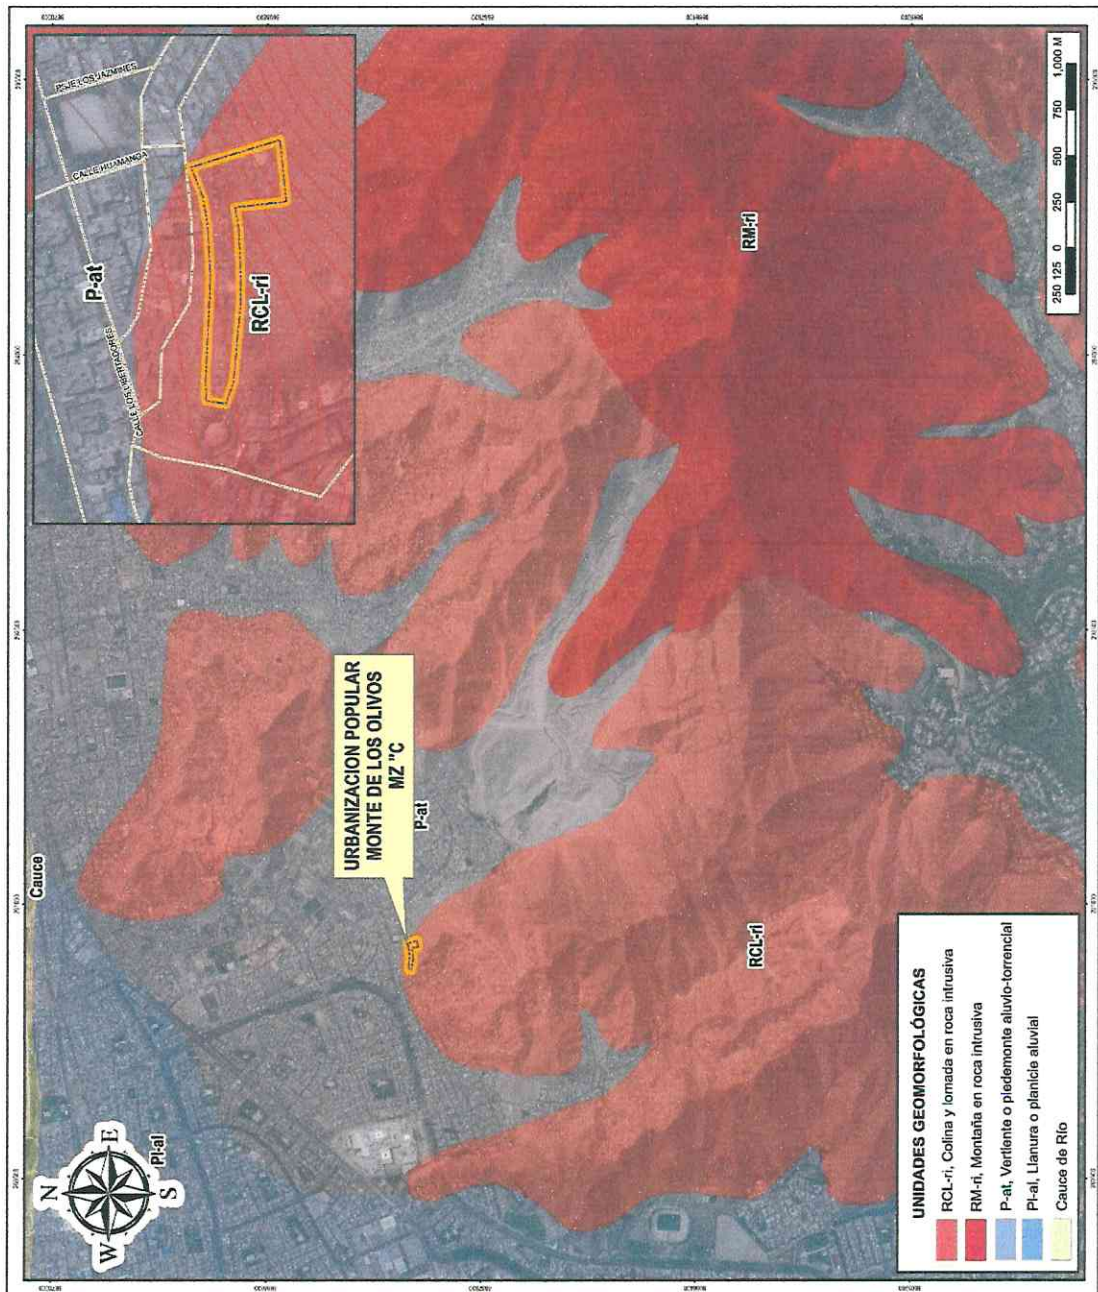 N
E
S
W
Pl-al
Cauce
P-at
URBANIZACION POPULAR
MONTE DE LOS OLIVOS
MZ "C
RCL-ri
RM-ri
PSJE LOS JAZMINES
CALLE HUAMANGA
P-at
CALLE LOS LIBERTADORES
RCL-ri
UNIDADES GEOMORFOLÓGICAS
RCL-ri, Colina y lomada en roca intrusiva
RM-ri, Montaña en roca intrusiva
P-at, Vertiente o piedemonte aluvio-torrencial
Pl-al, Llanura o planicie aluvial
Cauce de Río
250 125 0 250 500 750 1,000 M